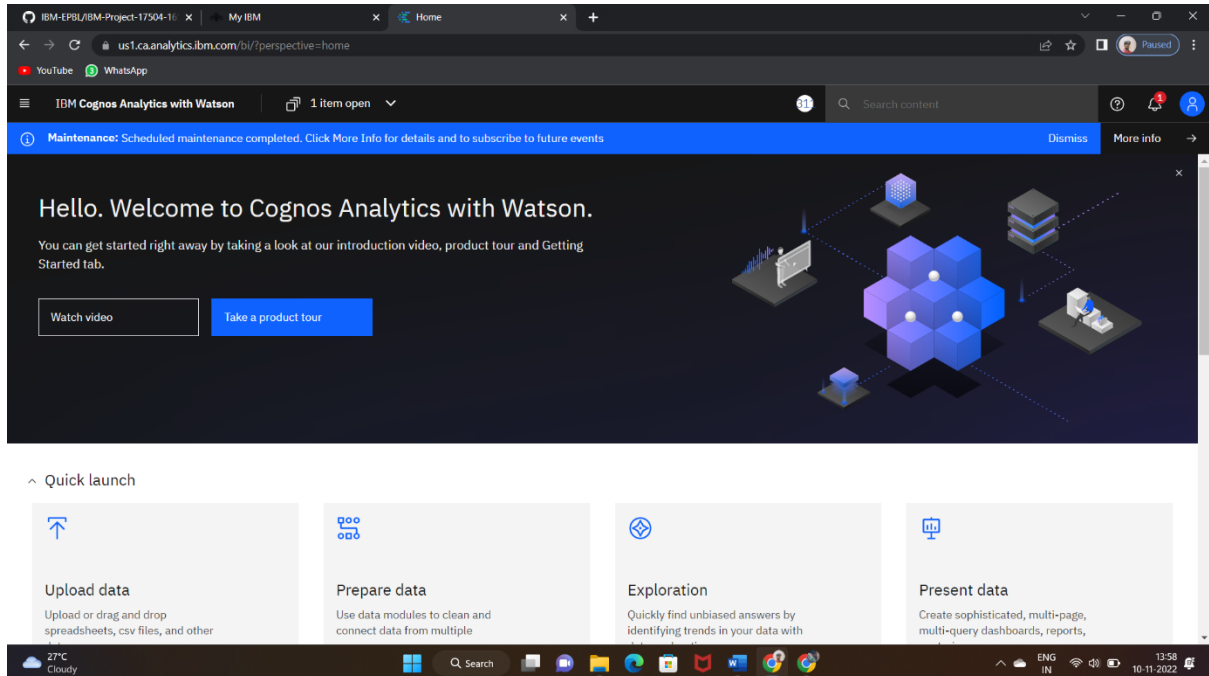 IBM-EPBL/IBM-Project-17504-16
My IBM
Home
us1.ca.analytics.ibm.com/bi/?perspective=home
Paused
YouTube
3 WhatsApp
IBM Cognos Analytics with Watson
1 item open
Search content
1
Maintenance: Scheduled maintenance completed. Click More Info for details and to subscribe to future events
Dismiss
More info
Hello. Welcome to Cognos Analytics with Watson.
You can get started right away by taking a look at our introduction video, product tour and Getting
Started tab.
Watch video
Take a product tour
Quick launch
Upload data
Upload or drag and drop
spreadsheets, csv files, and other
Prepare data
Use data modules to clean and
connect data from multiple
Exploration
Quickly find unbiased answers by
identifying trends in your data with
Present data
Create sophisticated, multi-page,
multi-query dashboards, reports,
27°C
Cloudy
Search
ENG
IN
13:58
10-11-2022